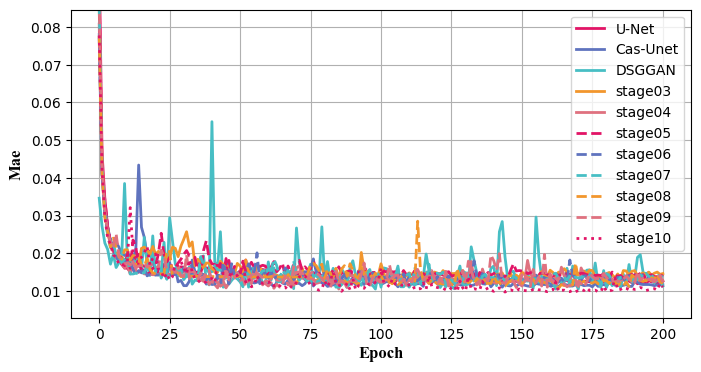 0.08
0.07
0.06
0.05
0.04
0.03
0.02
0.01
Mae
0
25
50
75
100
125
150
175
200
Epoch
U-Net
Cas-Unet
DSGGAN
stage03
stage04
stage05
stage06
stage07
stage08
stage09
stage10